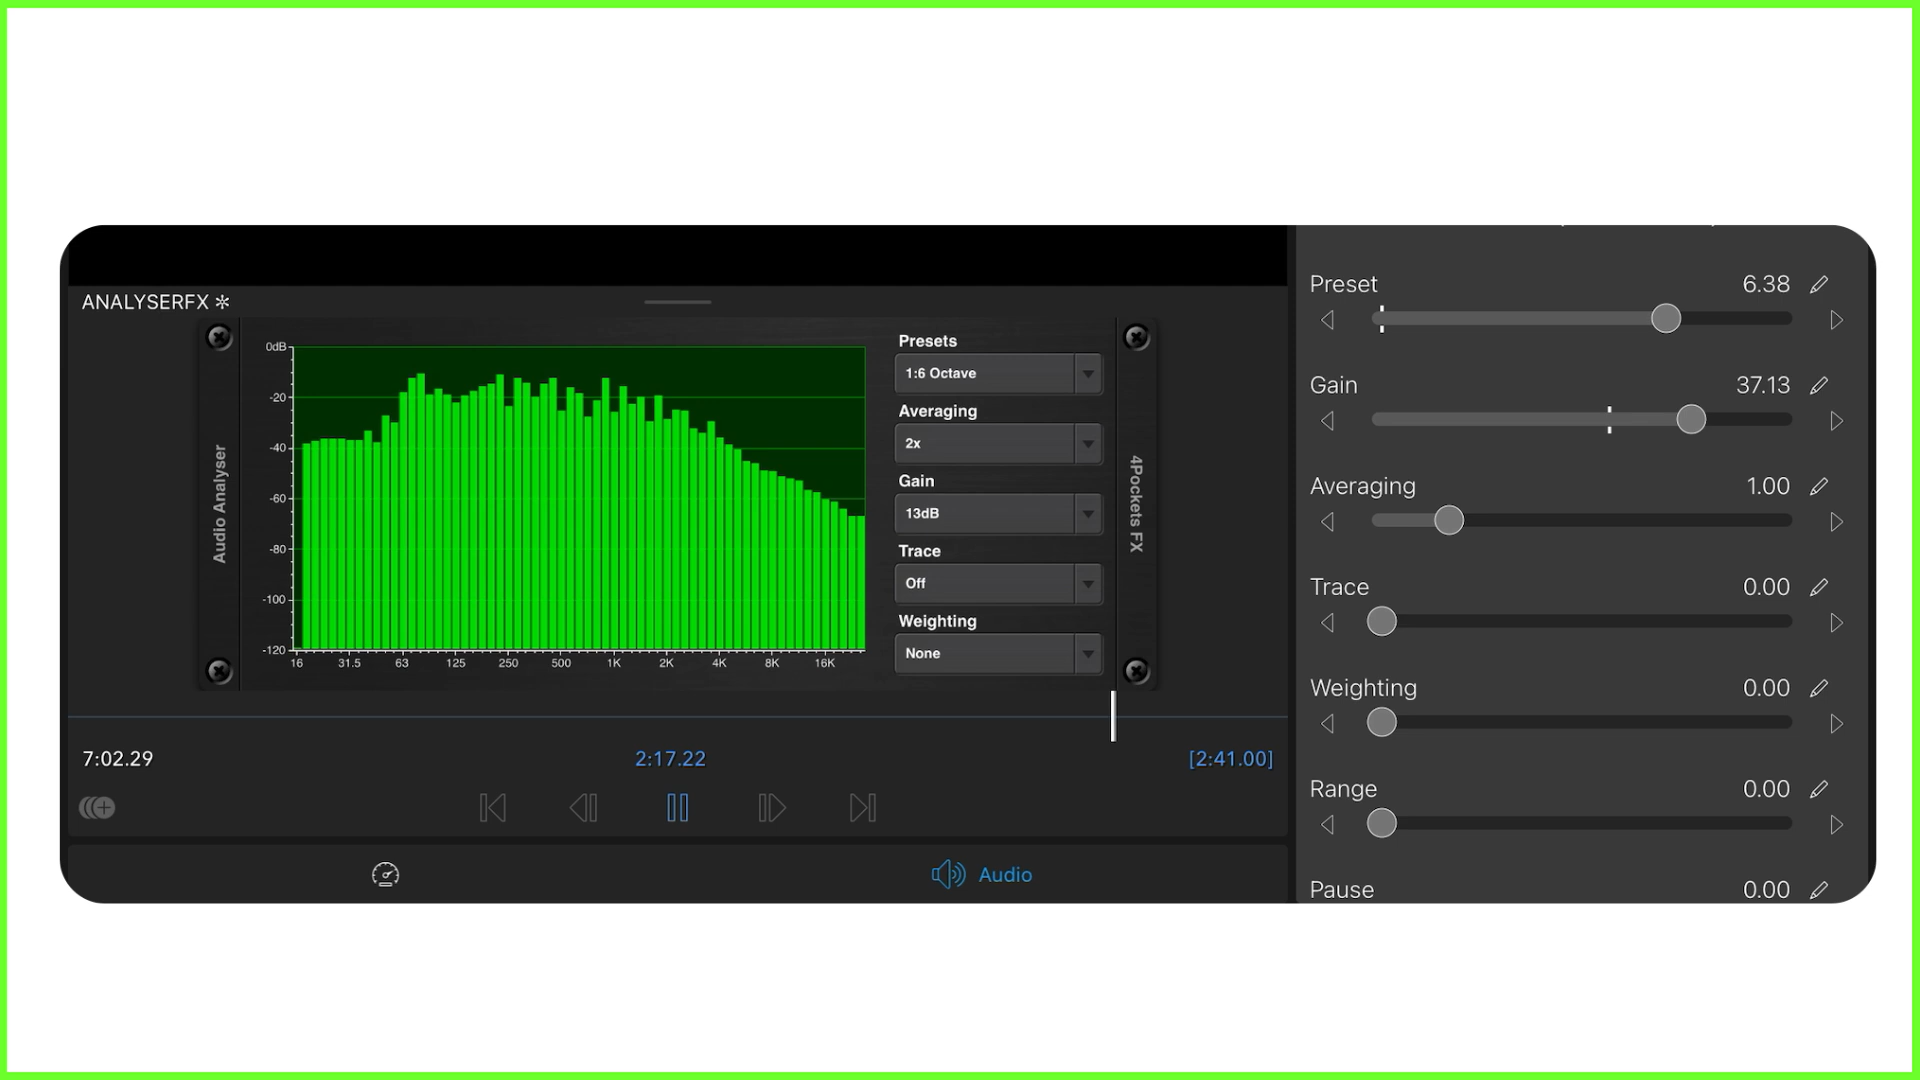 ANALYSERFX ✲
Audio Analyser
0dB
-20
-40
-60
-80
-100
-120
16 31.5 63 125 250 500 1K 2K 4K 8K 16K
Presets
1:6 Octave
Averaging
2x
Gain
13dB
Trace
Off
Weighting
None
4Pockets FX
7:02.29 2:17.22 [2:41.00]
Audio
Preset 6.38
Gain 37.13
Averaging 1.00
Trace 0.00
Weighting 0.00
Range 0.00
Pause 0.00